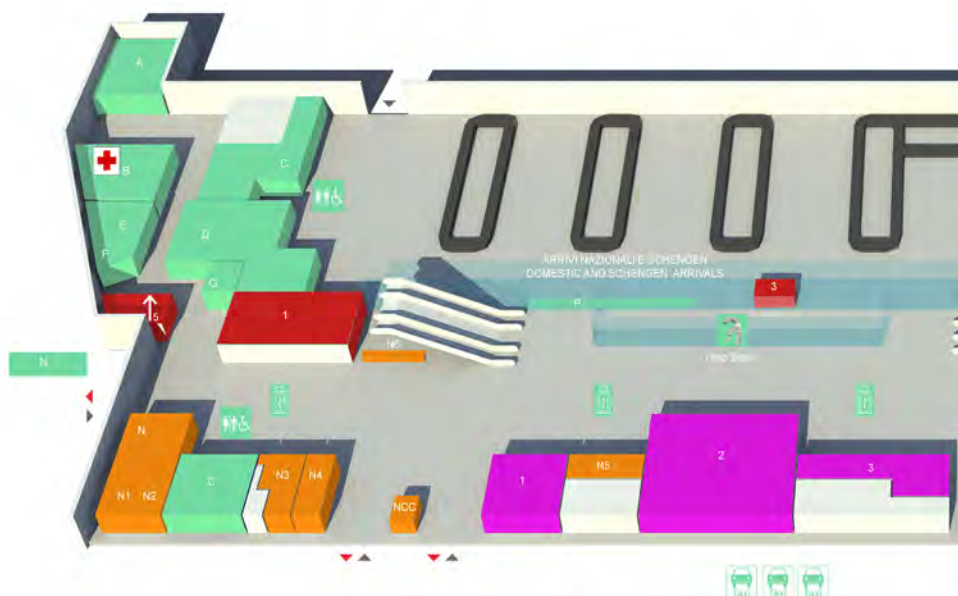 A
B
C
E
F
D
G
ARRIVI NAZIONALI E SCHENGEN -
DOMESTIC AND SCHENGEN ARRIVALS
3
5
1
N6
N
N
2
N5
3
N3
N4
1
N1 N2
NCC